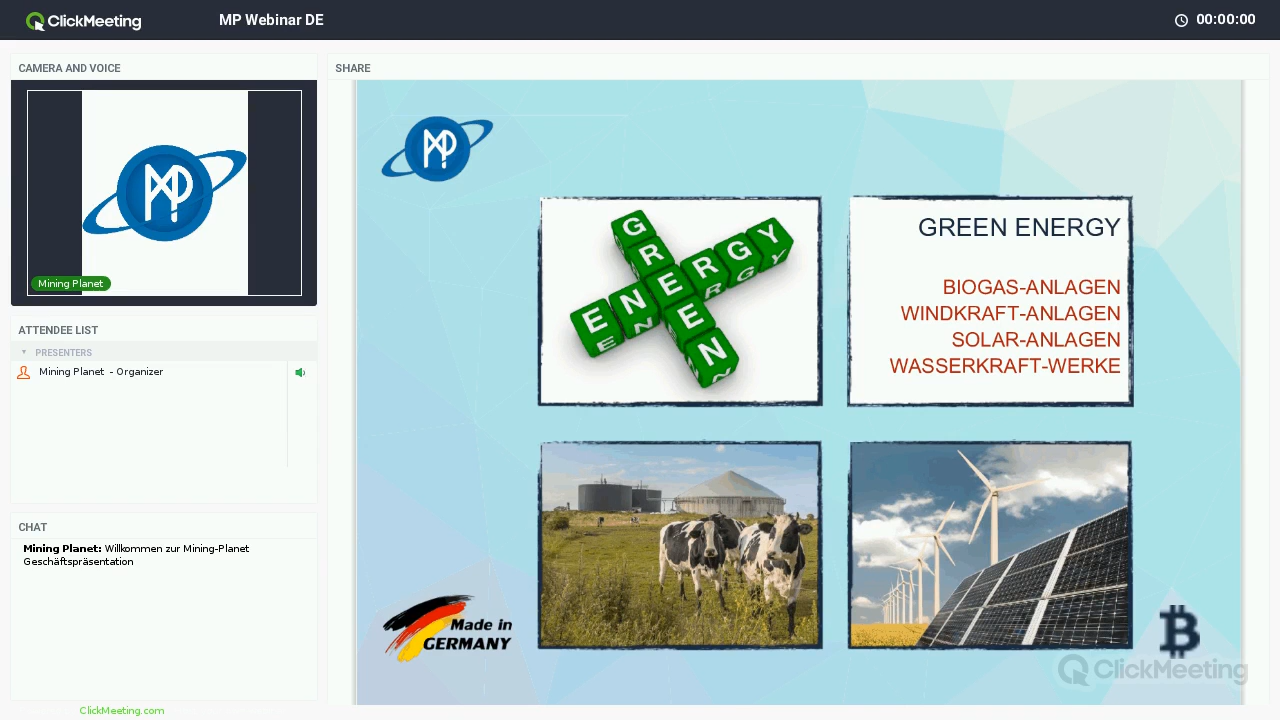 ClickMeeting
MP Webinar DE
00:00:00
CAMERA AND VOICE
MP
Mining Planet
ATTENDEE LIST
PRESENTERS
Mining Planet - Organizer
CHAT
Mining Planet: Willkommen zur Mining-Planet
Geschäftspräsentation
ClickMeeting.com
SHARE
MP
GREEN
ENERGY
GREEN ENERGY
BIOGAS-ANLAGEN
WINDKRAFT-ANLAGEN
SOLAR-ANLAGEN
WASSERKRAFT-WERKE
Made in
GERMANY
ClickMeeting